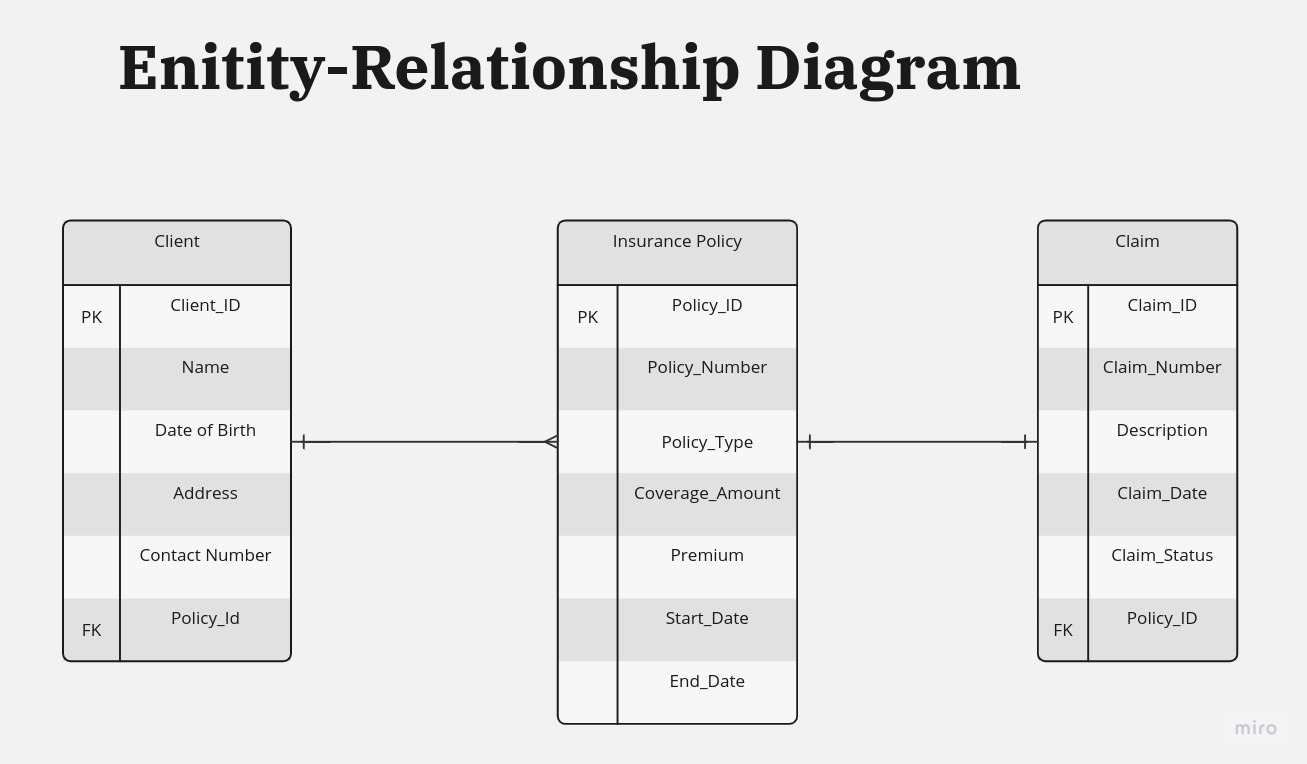 Enitity-Relationship Diagram
Client
PK Client_ID
Name
Date of Birth
Address
Contact Number
FK Policy_Id
Insurance Policy
PK Policy_ID
Policy_Number
Policy_Type
Coverage_Amount
Premium
Start_Date
End_Date
Claim
PK Claim_ID
Claim_Number
Description
Claim_Date
Claim_Status
FK Policy_ID
miro